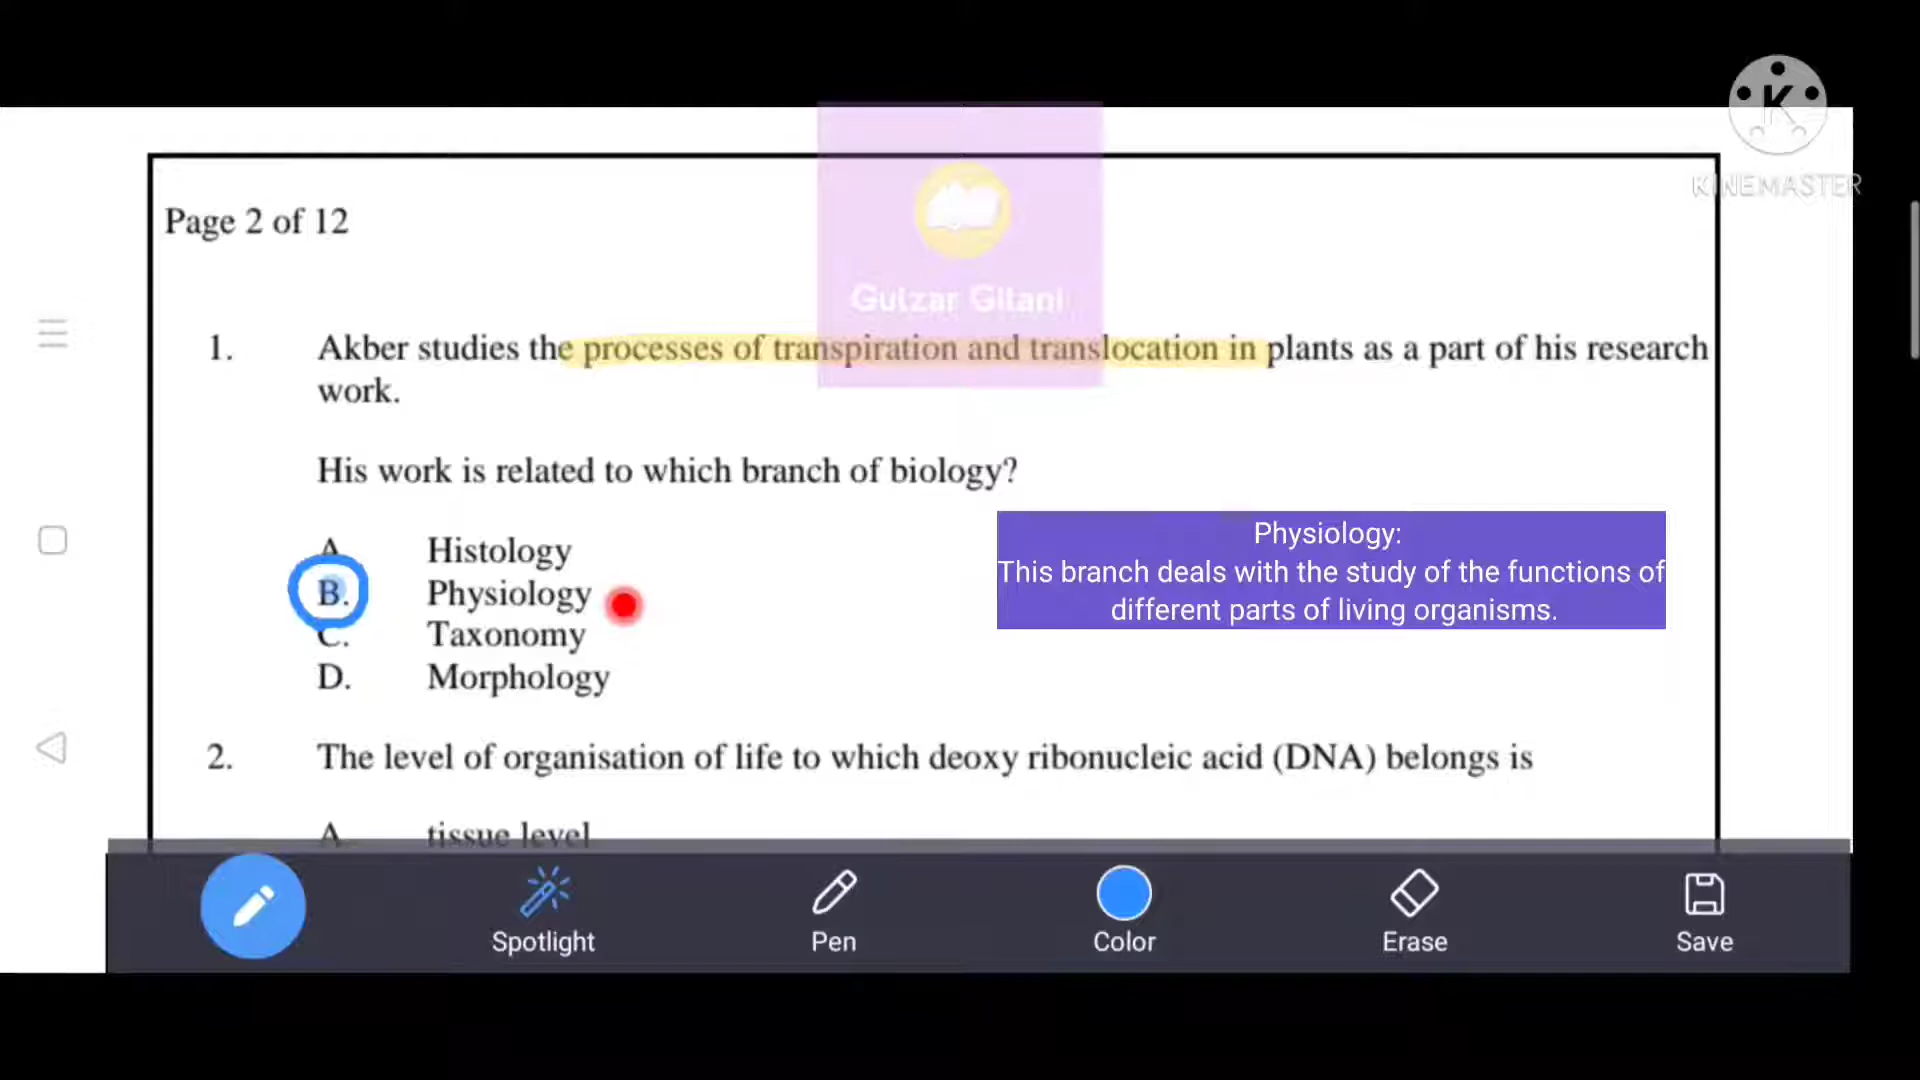 KINEMASTER
Page 2 of 12
Gulzar Gilani
1. Akber studies the processes of transpiration and translocation in plants as a part of his research
work.
His work is related to which branch of biology?
A. Histology
B. Physiology
C. Taxonomy
D. Morphology
Physiology:
This branch deals with the study of the functions of
different parts of living organisms.
2. The level of organisation of life to which deoxy ribonucleic acid (DNA) belongs is
A tissue level
Spotlight
Pen
Color
Erase
Save